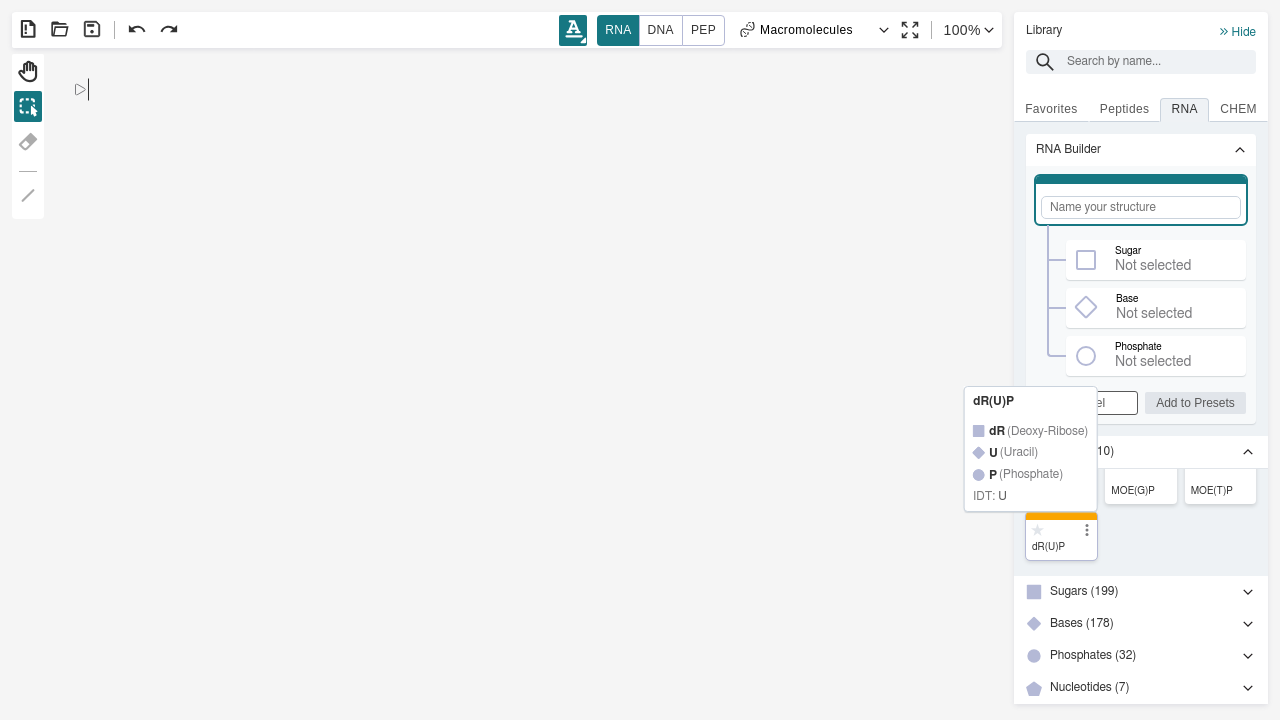 A RNA DNA PEP Macromolecules 100%
Library
Hide
Search by name...
Favorites Peptides RNA CHEM
RNA Builder
Name your structure
Sugar
Not selected
Base
Not selected
Phosphate
Not selected
el Add to Presets
10)
MOE(G)P MOE(T)P
dR(U)P
dR (Deoxy-Ribose)
U (Uracil)
P (Phosphate)
IDT: U
dR(U)P
Sugars (199)
Bases (178)
Phosphates (32)
Nucleotides (7)